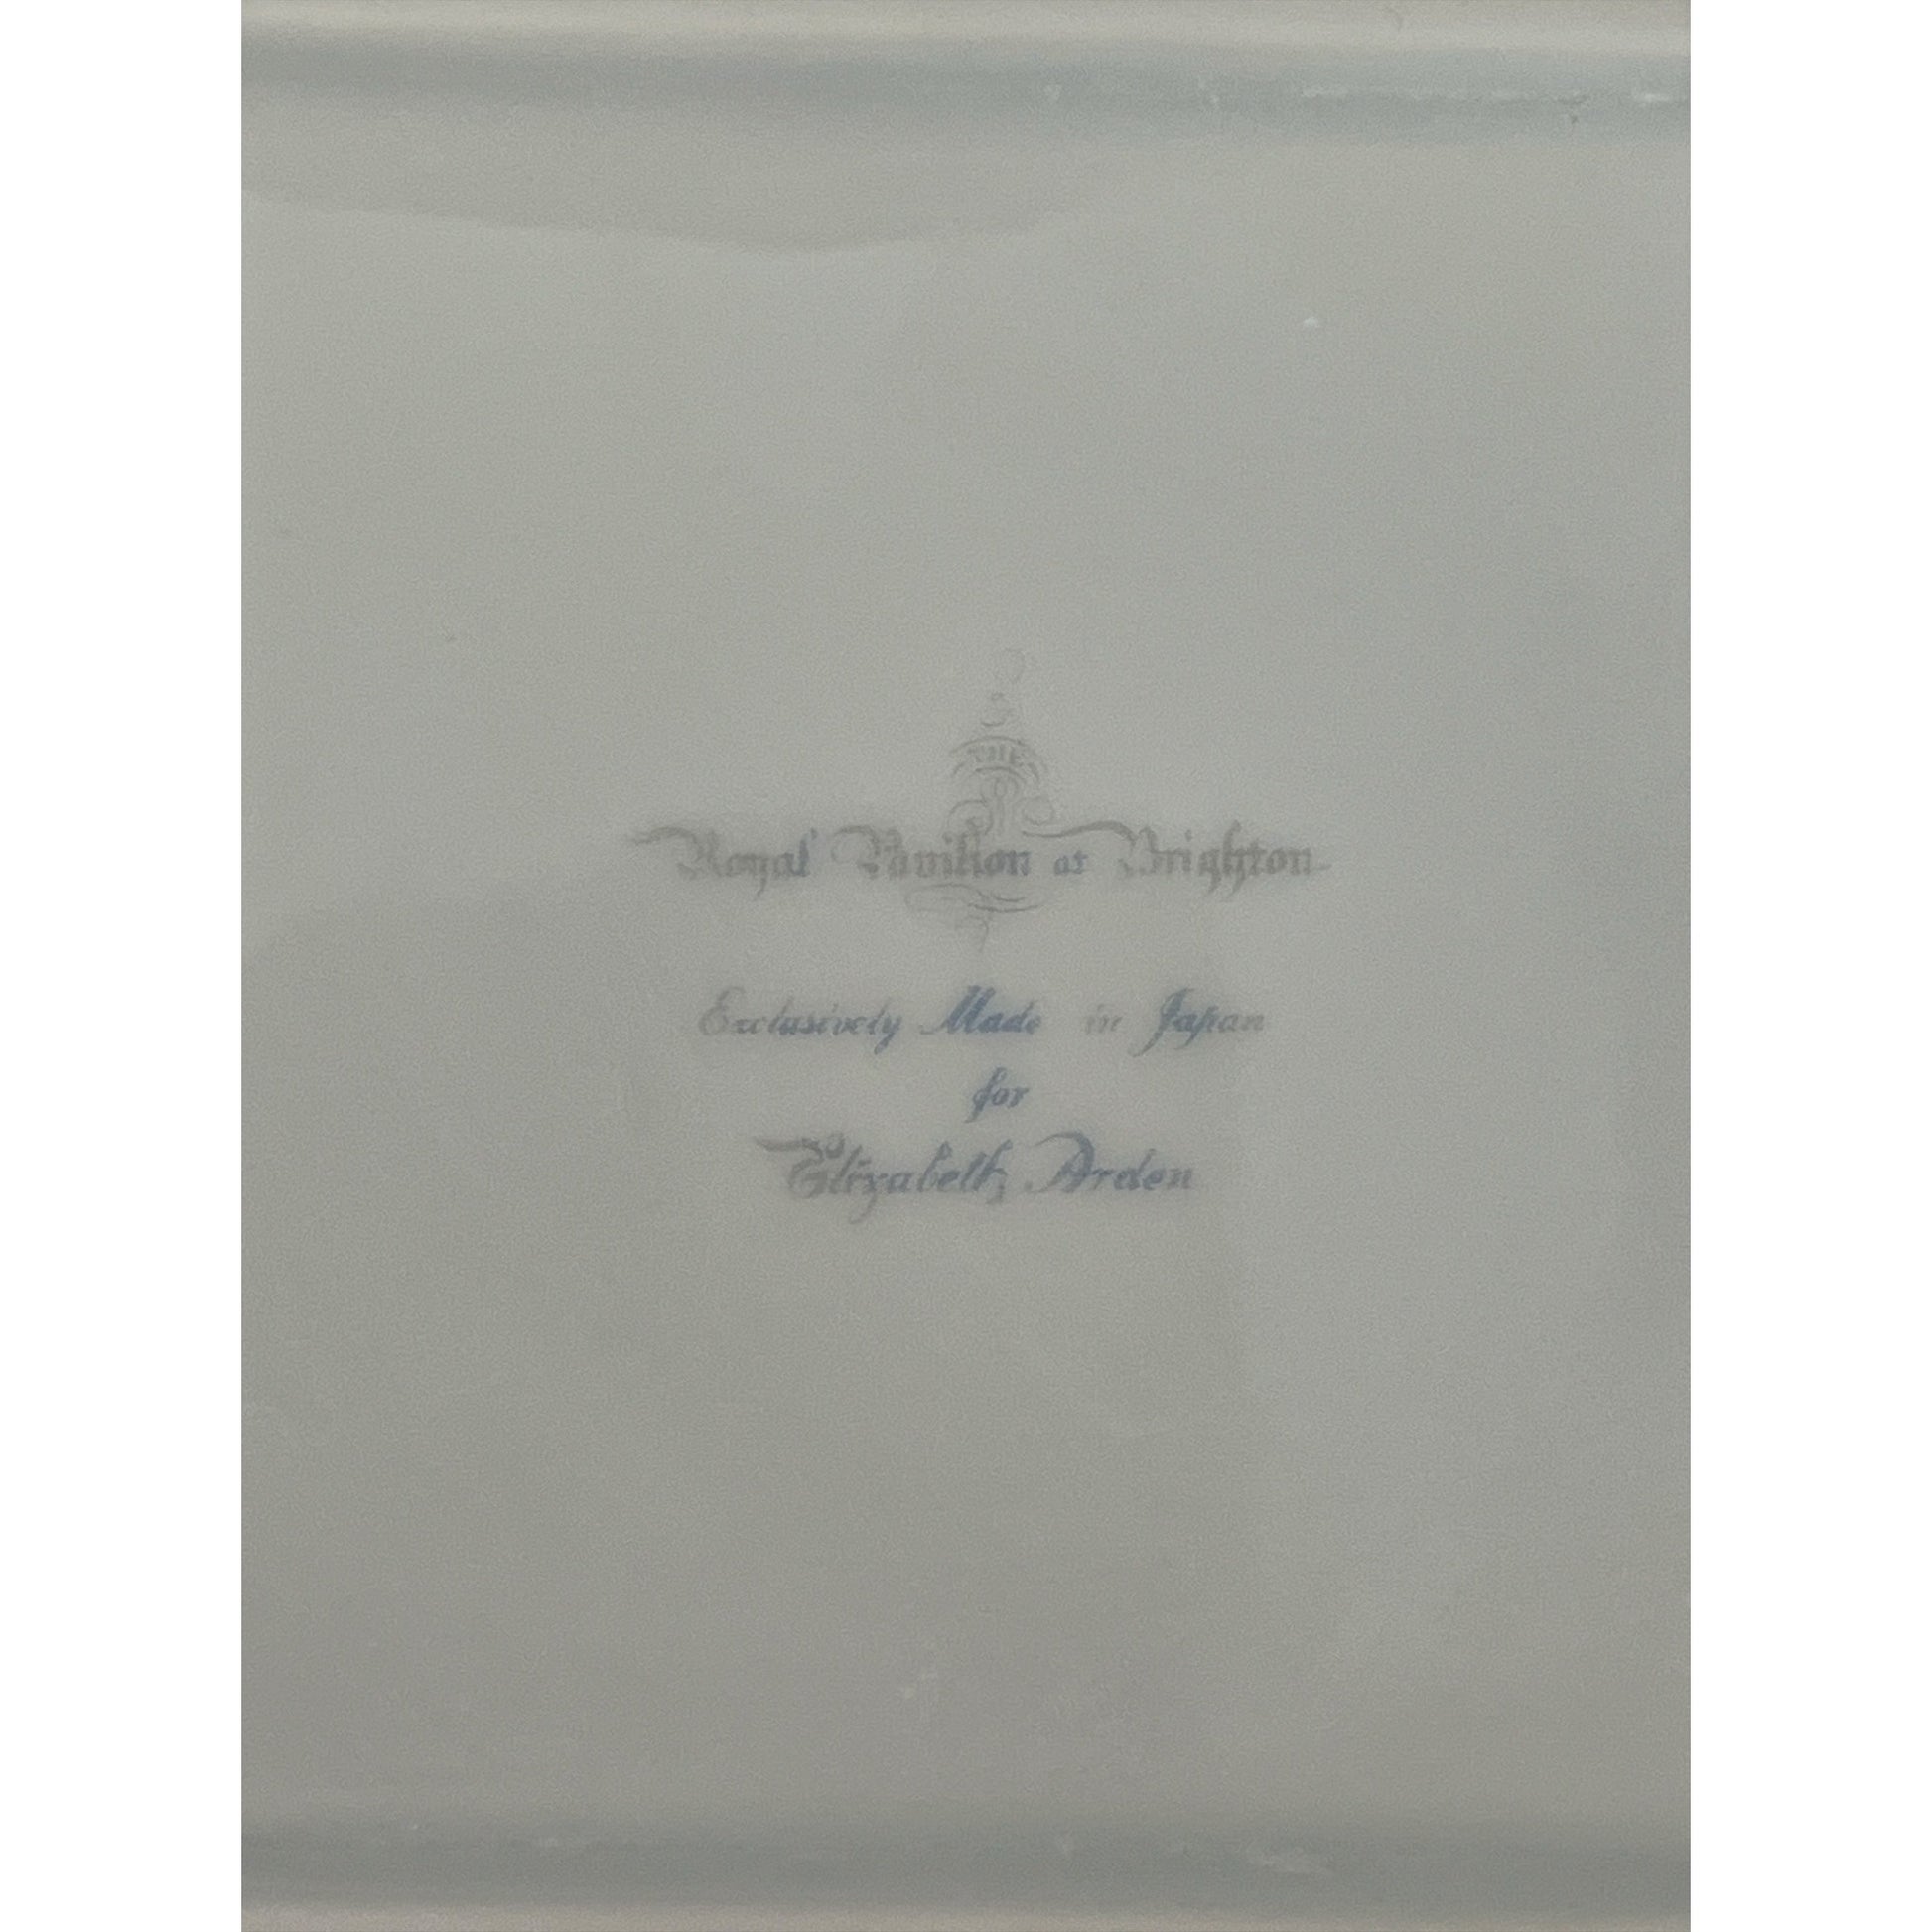 THE
Royal Pavilion at Brighton
Exclusively Made in Japan
for
Elizabeth Arden